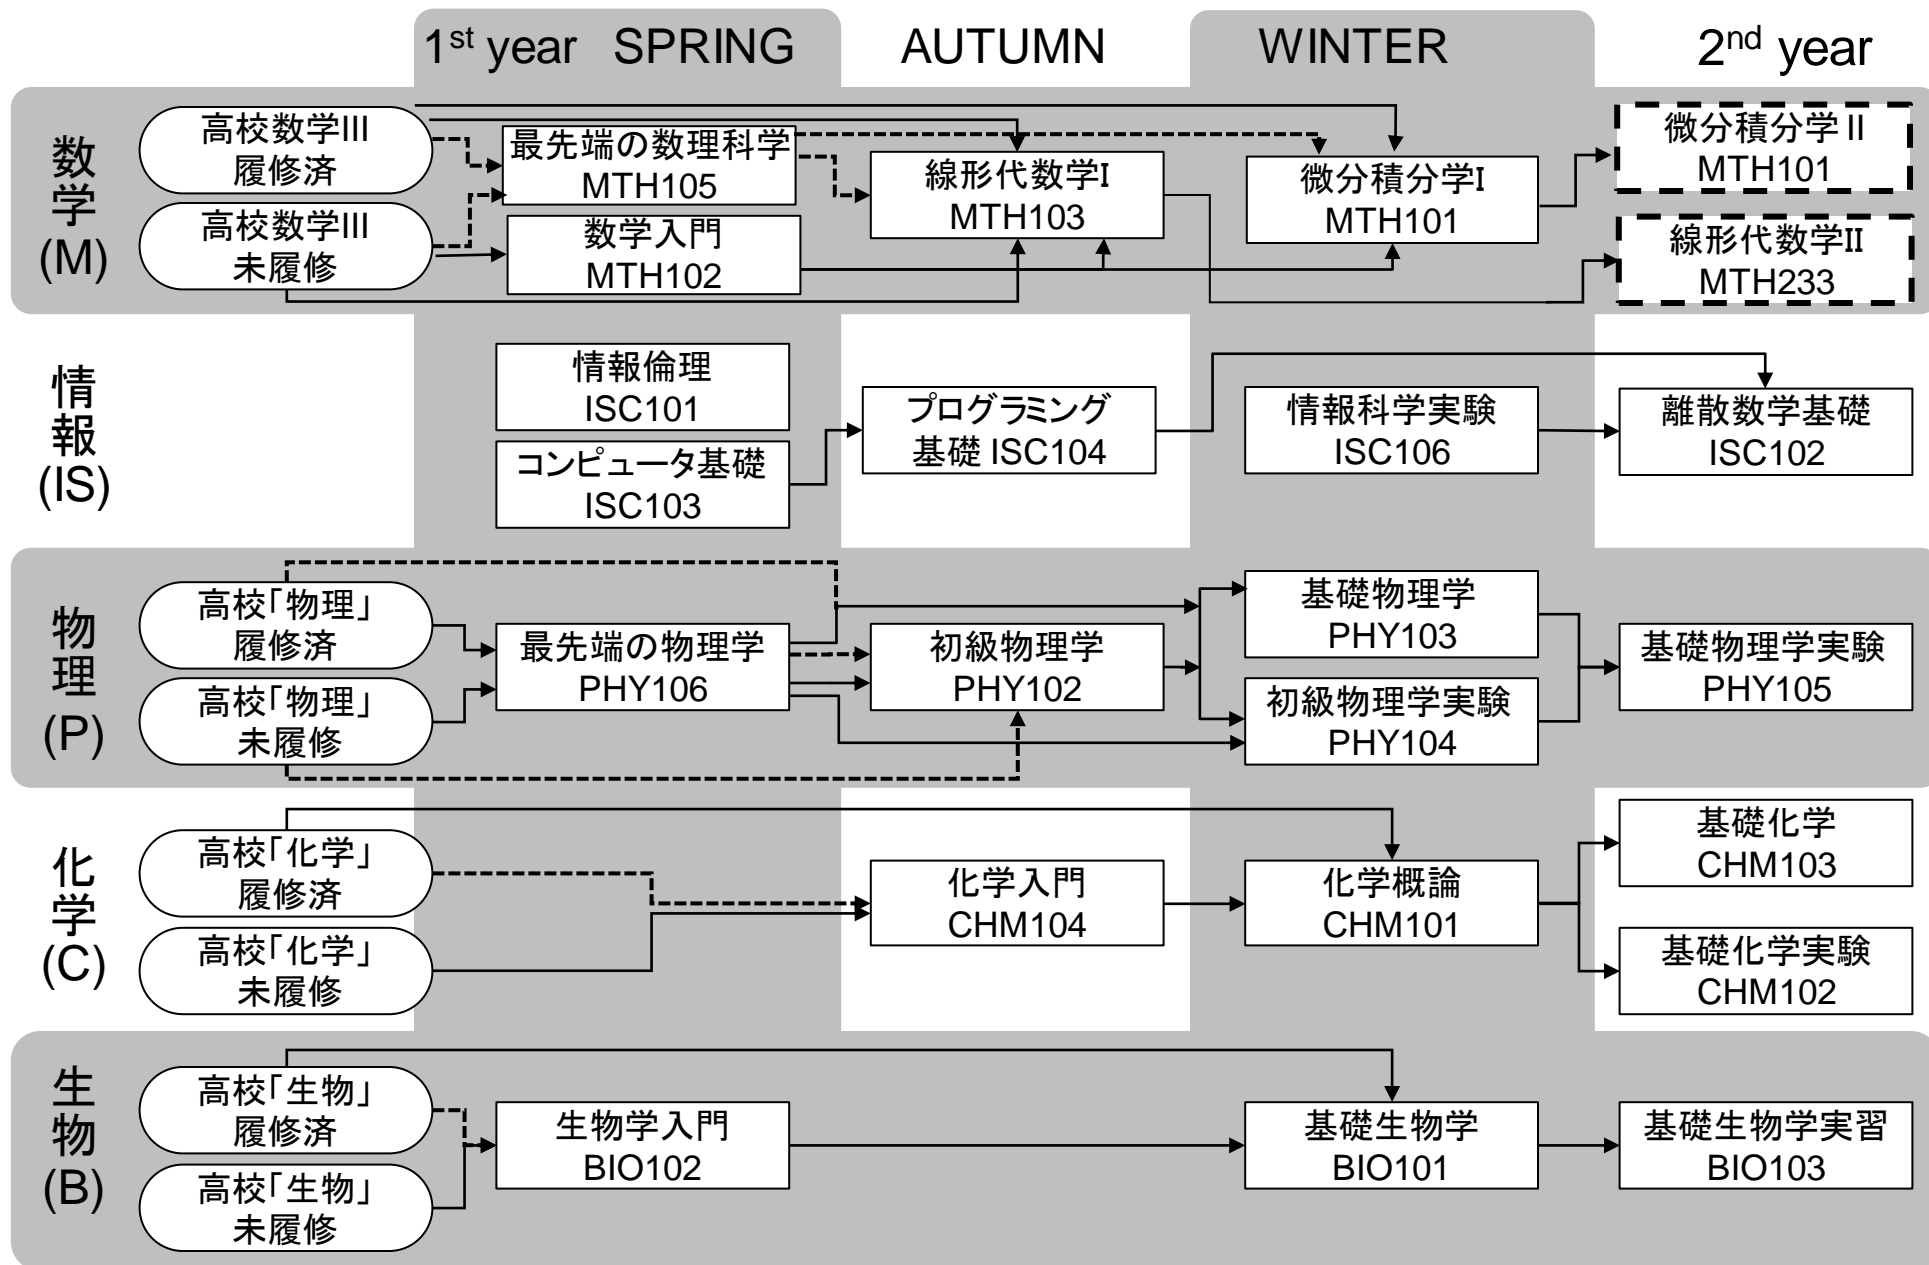 1st year SPRING
AUTUMN
WINTER
2nd year
数学
(M)
高校数学III
履修済
高校数学III
未履修
最先端の数理科学
MTH105
数学入門
MTH102
線形代数学I
MTH103
微分積分学I
MTH101
微分積分学 II
MTH101
線形代数学II
MTH233
情報
(IS)
情報倫理
ISC101
コンピュータ基礎
ISC103
プログラミング
基礎 ISC104
情報科学実験
ISC106
離散数学基礎
ISC102
物理
(P)
高校「物理」
履修済
高校「物理」
未履修
最先端の物理学
PHY106
初級物理学
PHY102
基礎物理学
PHY103
初級物理学実験
PHY104
基礎物理学実験
PHY105
化学
(C)
高校「化学」
履修済
高校「化学」
未履修
化学入門
CHM104
化学概論
CHM101
基礎化学
CHM103
基礎化学実験
CHM102
生物
(B)
高校「生物」
履修済
高校「生物」
未履修
生物学入門
BIO102
基礎生物学
BIO101
基礎生物学実習
BIO103